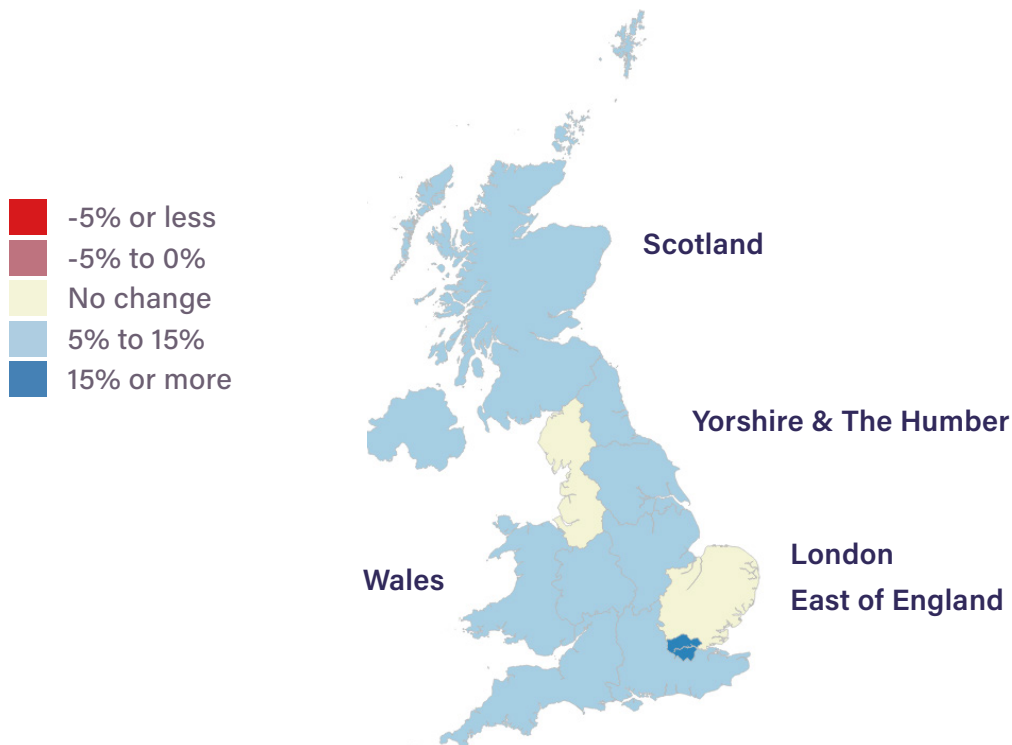 -5% or less
-5% to 0%
No change
5% to 15%
15% or more
Scotland
Yorshire & The Humber
Wales
London
East of England